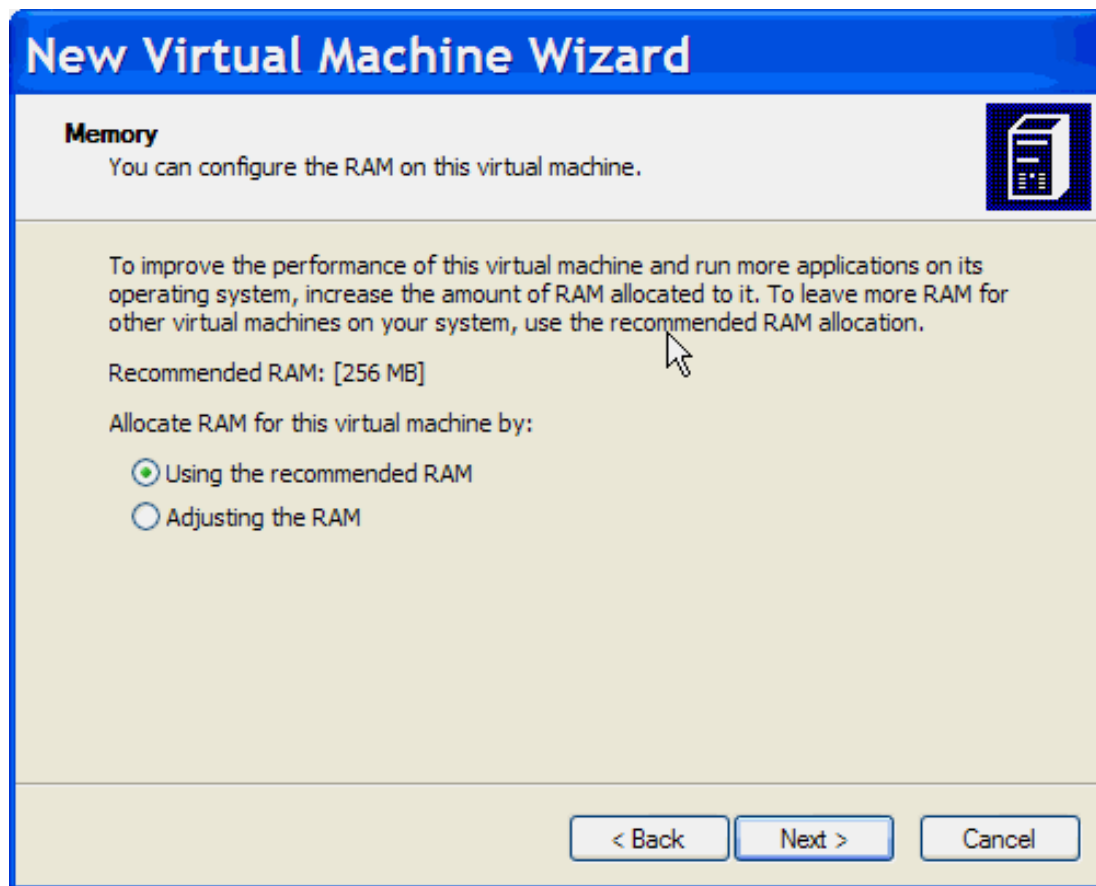 New Virtual Machine Wizard
Memory
You can configure the RAM on this virtual machine.
To improve the performance of this virtual machine and run more applications on its
operating system, increase the amount of RAM allocated to it. To leave more RAM for
other virtual machines on your system, use the recommended RAM allocation.
Recommended RAM: [256 MB]
Allocate RAM for this virtual machine by:
Using the recommended RAM
Adjusting the RAM
< Back
Next >
Cancel